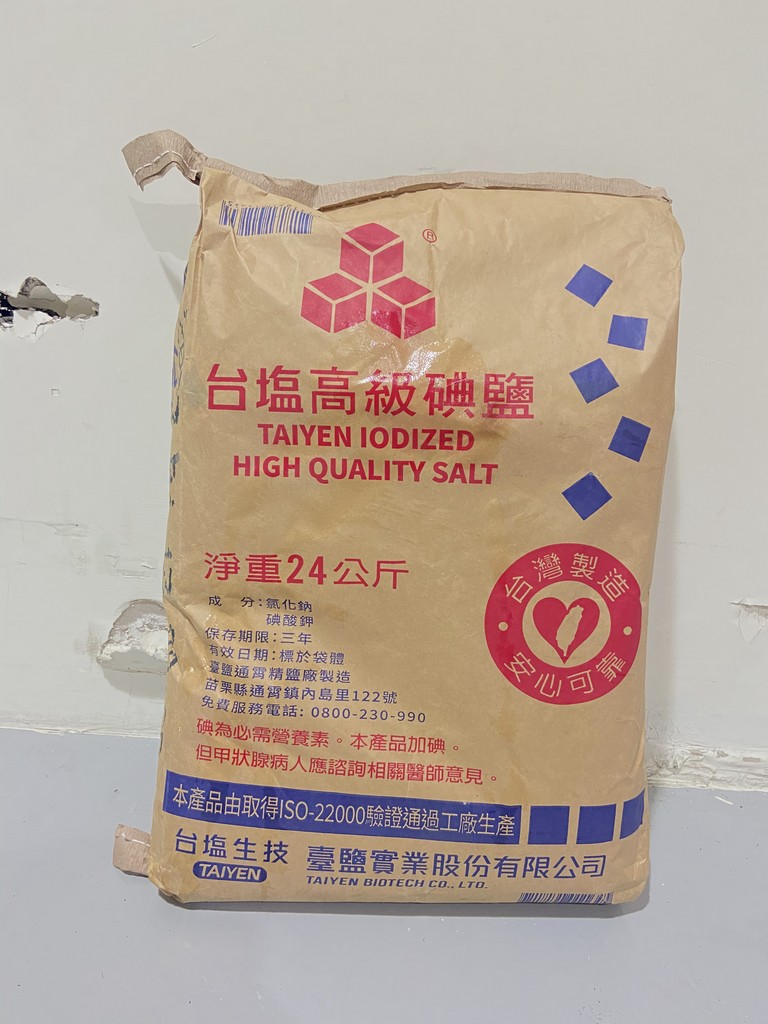 ®
台塩高級碘鹽
TAIYEN IODIZED
HIGH QUALITY SALT
淨重24公斤
成 分:氯化鈉
碘酸鉀
保存期限:三年
有效日期:標於袋體
臺鹽通霄精鹽廠製造
苗栗縣通霄鎮內島里122號
免費服務電話: 0800-230-990
台灣製造
安心可靠
碘為必需營養素。本產品加碘。
但甲狀腺病人應諮詢相關醫師意見。
本產品由取得ISO-22000驗證通過工廠生產
台塩生技 臺鹽實業股份有限公司
TAIYEN TAIYEN BIOTECH CO., LTD.